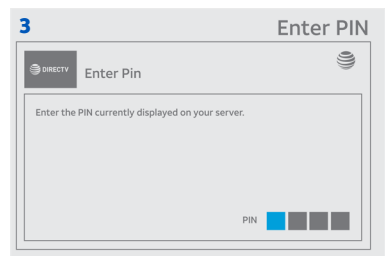 3
Enter PIN
DIRECTV
Enter Pin
Enter the PIN currently displayed on your server.
PIN